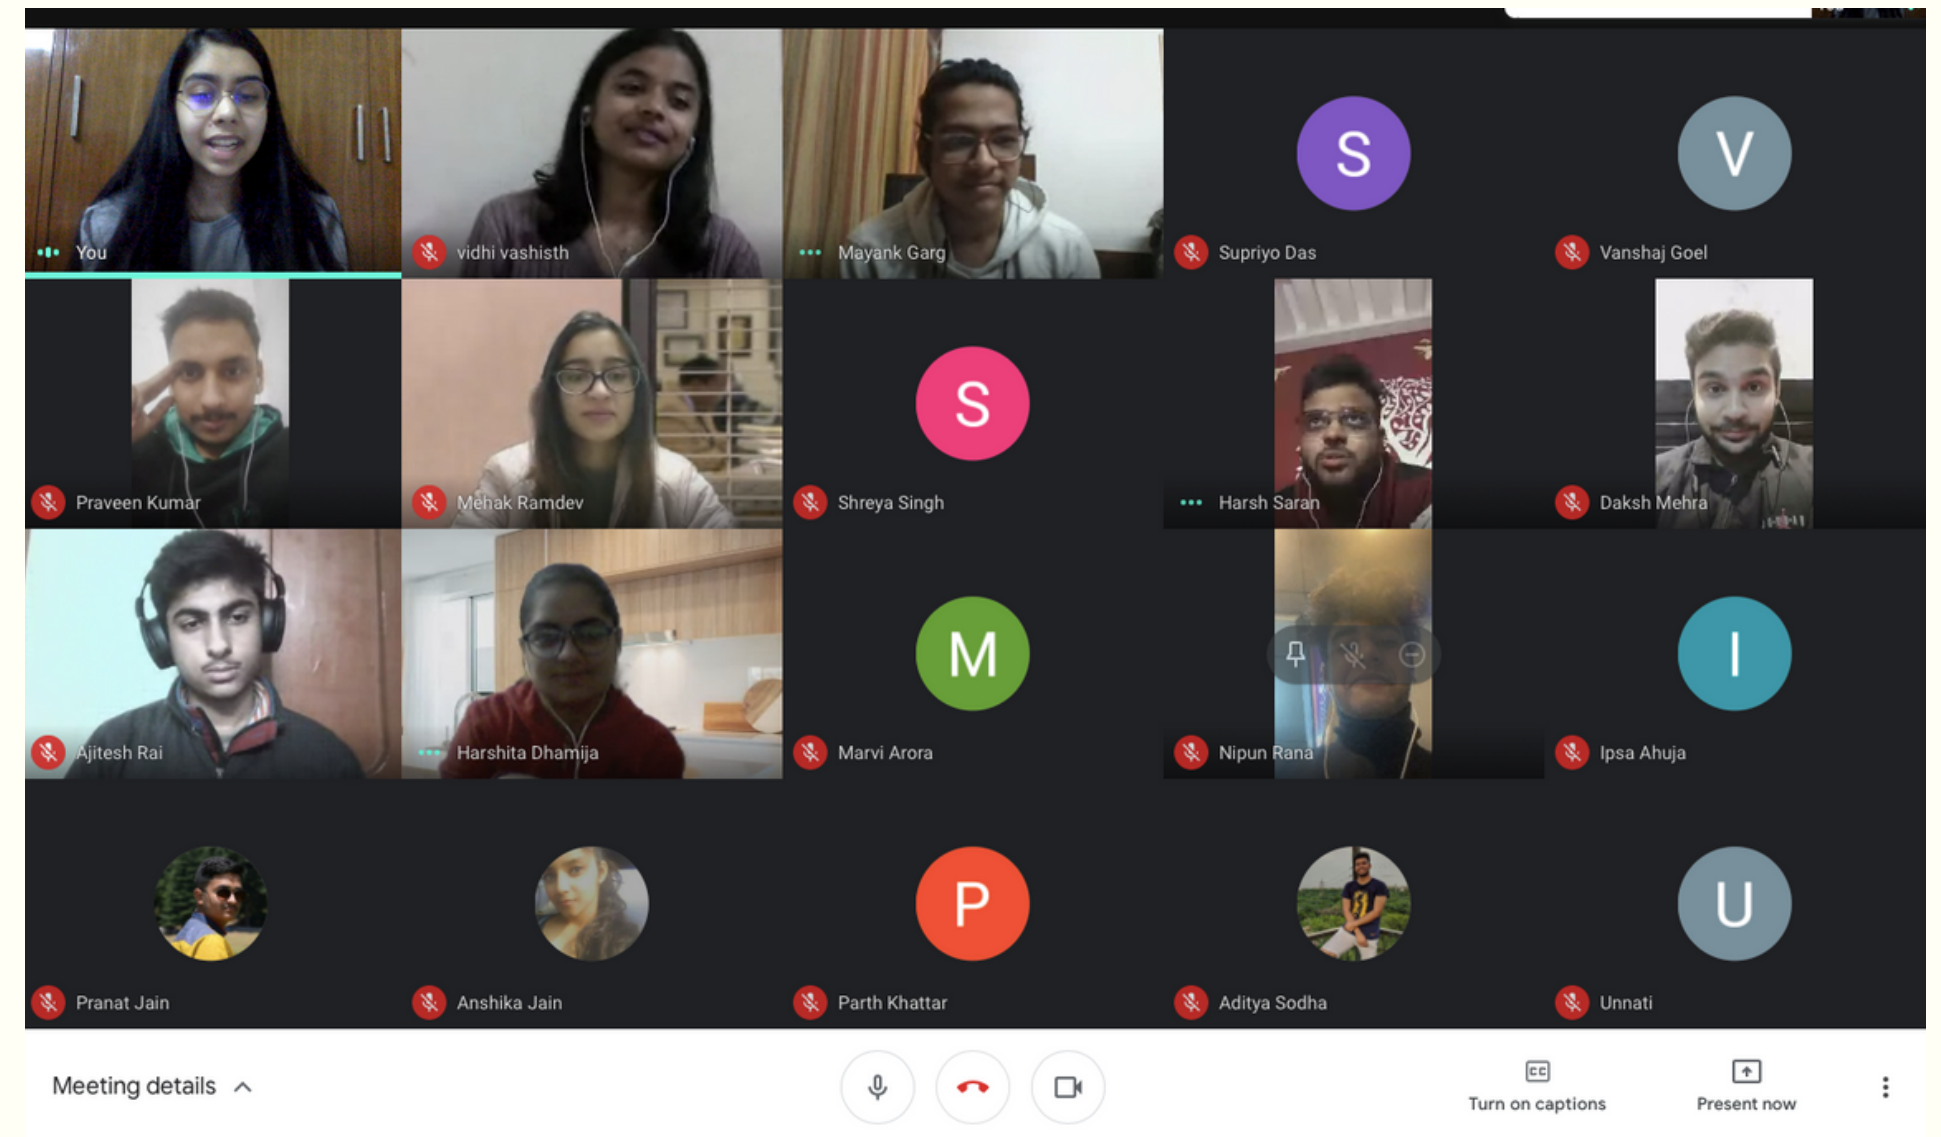 You
vidhi vashisth
Mayank Garg
S
Supriyo Das
V
Vanshaj Goel
Praveen Kumar
Mehak Ramdev
S
Shreya Singh
Harsh Saran
Daksh Mehra
Ajitesh Rai
Harshita Dhamija
M
Marvi Arora
Nipun Rana
I
Ipsa Ahuja
Pranat Jain
Anshika Jain
P
Parth Khattar
Aditya Sodha
U
Unnati
Meeting details
CC
Turn on captions
Present now